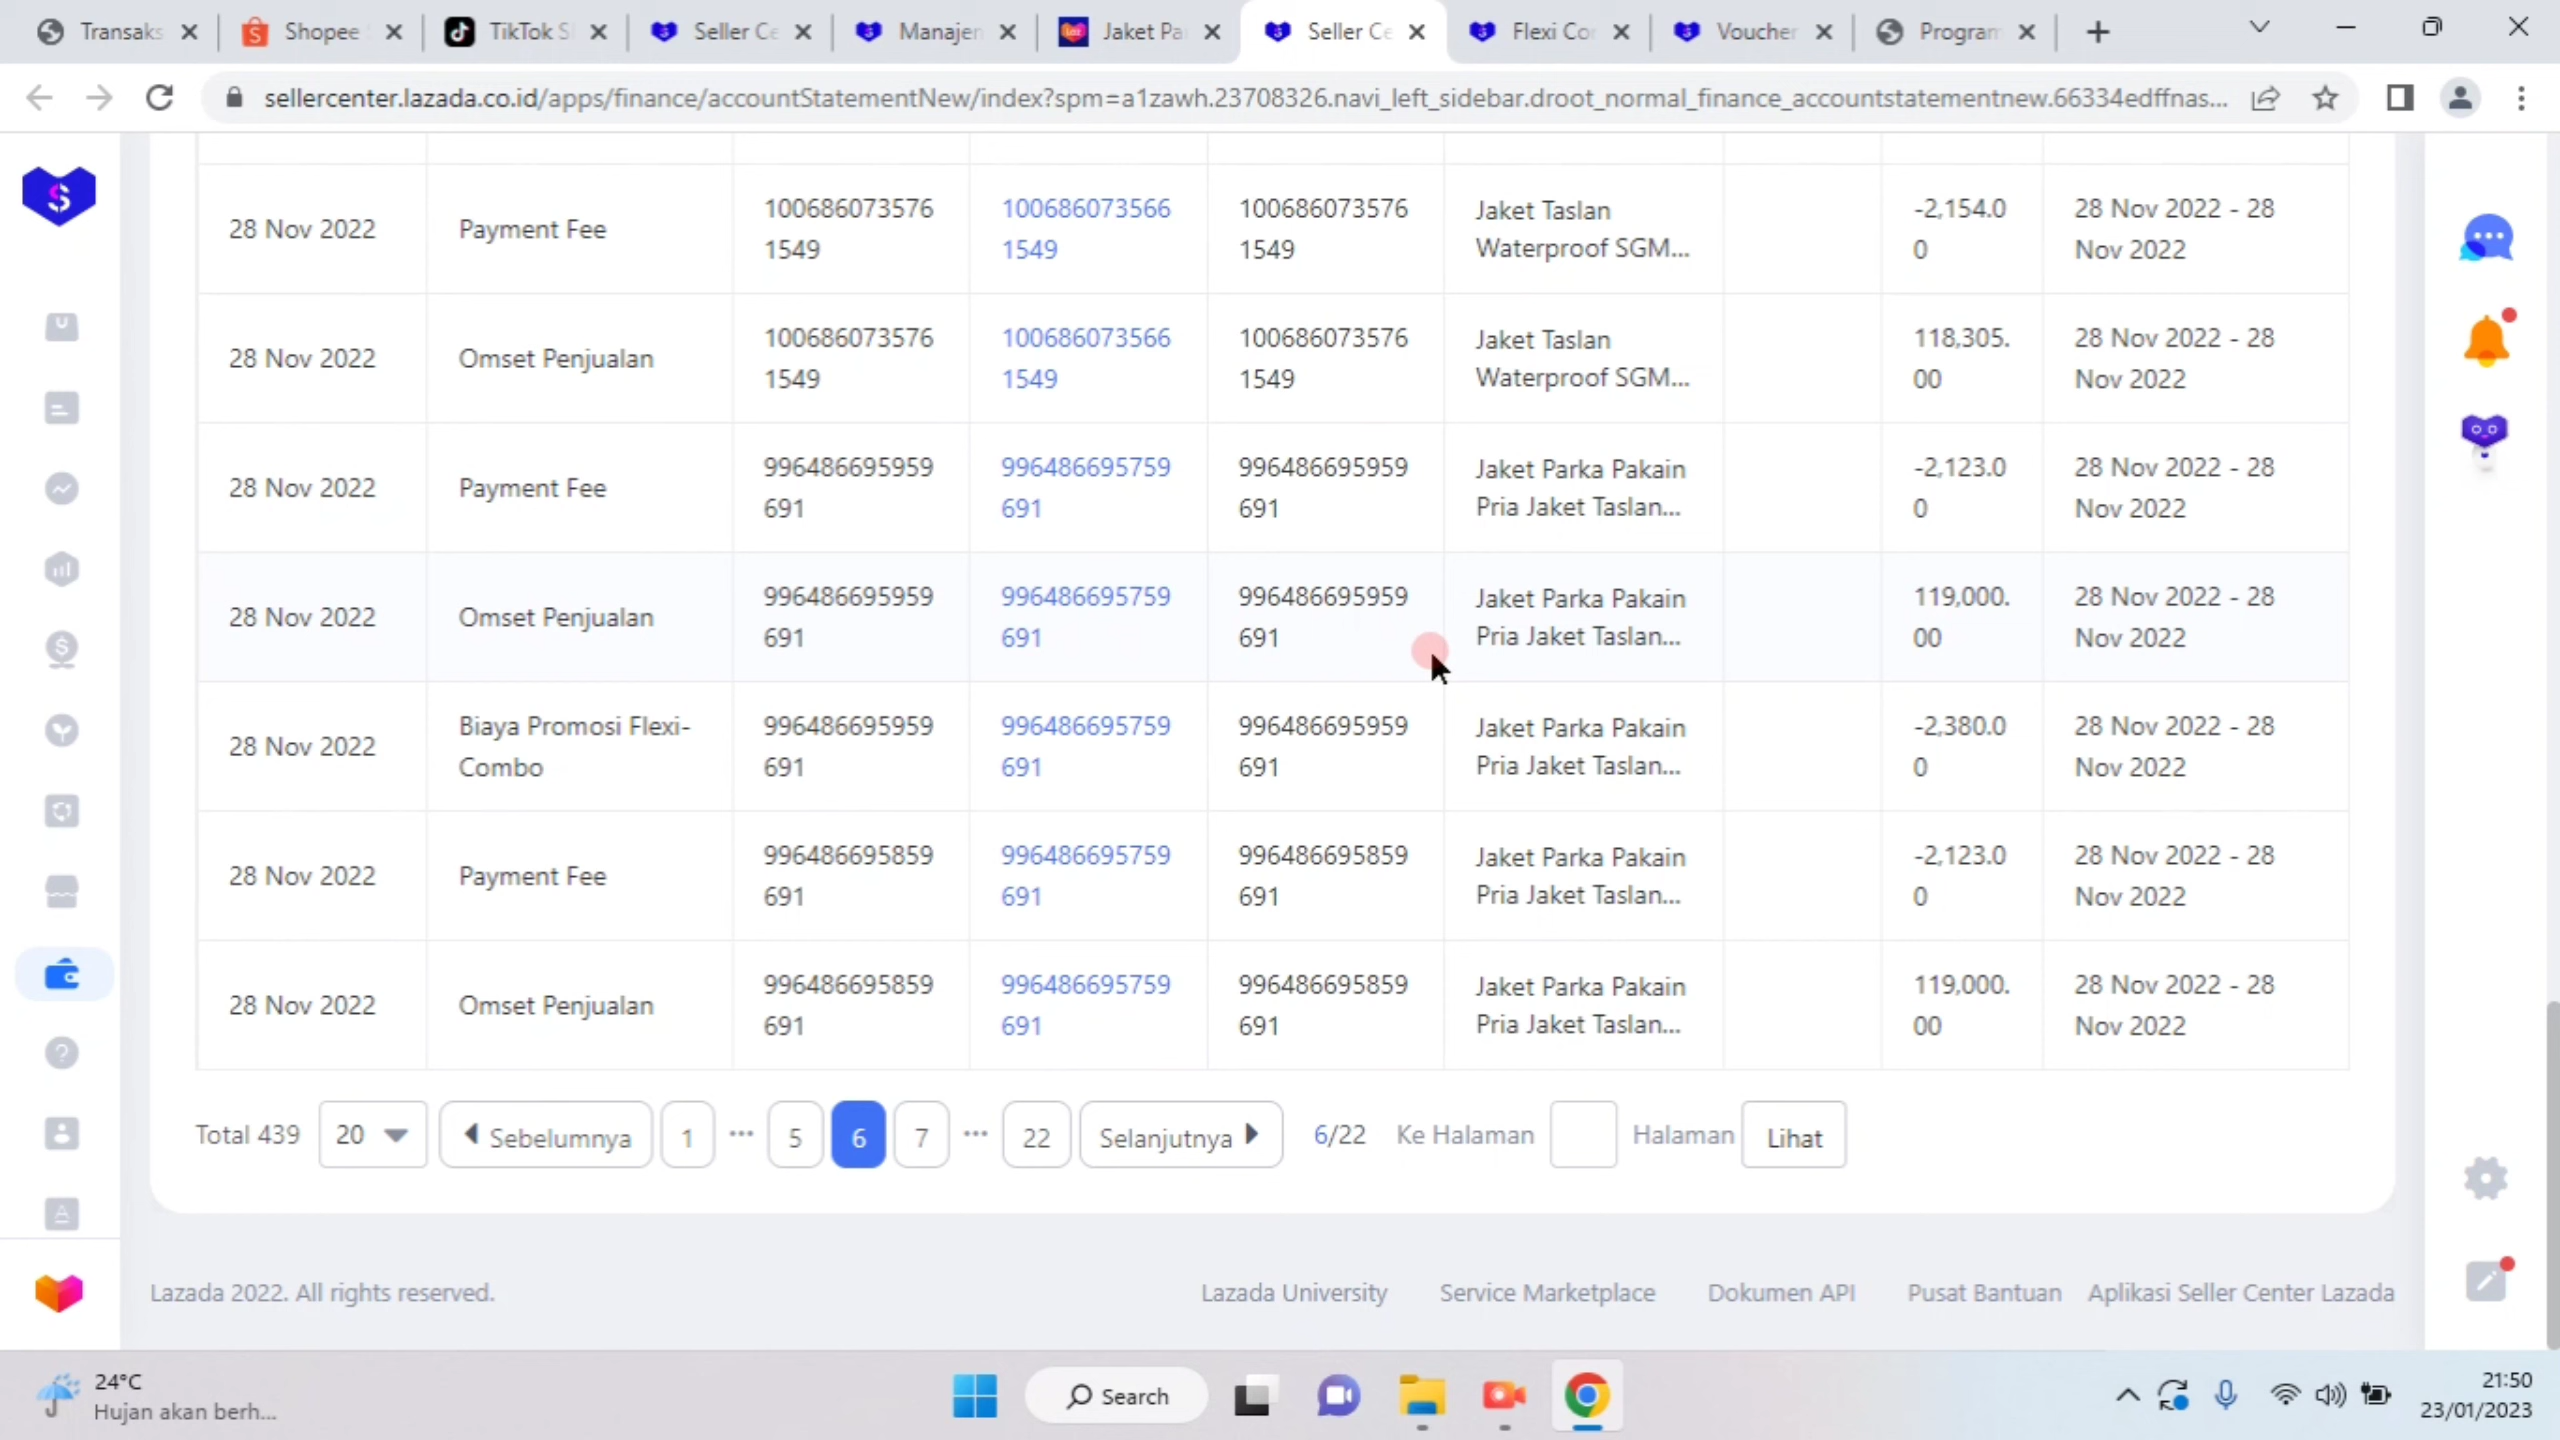 Transaks
Shopee
TikTok S
Seller Ce
Manajen
Jaket Pa
Seller Ce
Flexi Co
Voucher
Program
sellercenter.lazada.co.id/apps/finance/accountStatementNew/index?spm=a1zawh.23708326.navi_left_sidebar.droot_normal_finance_accountstatementnew.66334edffnas...
28 Nov 2022
Payment Fee
100686073576
1549
100686073566
1549
100686073576
1549
Jaket Taslan
Waterproof SGM...
-2,154.0
0
28 Nov 2022 - 28
Nov 2022
28 Nov 2022
Omset Penjualan
100686073576
1549
100686073566
1549
100686073576
1549
Jaket Taslan
Waterproof SGM...
118,305.
00
28 Nov 2022 - 28
Nov 2022
28 Nov 2022
Payment Fee
996486695959
691
996486695759
691
996486695959
691
Jaket Parka Pakain
Pria Jaket Taslan...
-2,123.0
0
28 Nov 2022 - 28
Nov 2022
28 Nov 2022
Omset Penjualan
996486695959
691
996486695759
691
996486695959
691
Jaket Parka Pakain
Pria Jaket Taslan...
119,000.
00
28 Nov 2022 - 28
Nov 2022
28 Nov 2022
Biaya Promosi Flexi-
Combo
996486695959
691
996486695759
691
996486695959
691
Jaket Parka Pakain
Pria Jaket Taslan...
-2,380.0
0
28 Nov 2022 - 28
Nov 2022
28 Nov 2022
Payment Fee
996486695859
691
996486695759
691
996486695859
691
Jaket Parka Pakain
Pria Jaket Taslan...
-2,123.0
0
28 Nov 2022 - 28
Nov 2022
28 Nov 2022
Omset Penjualan
996486695859
691
996486695759
691
996486695859
691
Jaket Parka Pakain
Pria Jaket Taslan...
119,000.
00
28 Nov 2022 - 28
Nov 2022
Total 439 20 Sebelumnya 1 ... 5 6 7 ... 22 Selanjutnya 6/22 Ke Halaman Halaman Lihat
Lazada 2022. All rights reserved.
Lazada University
Service Marketplace
Dokumen API
Pusat Bantuan
Aplikasi Seller Center Lazada
24°C
Hujan akan berh...
Search
21:50
23/01/2023